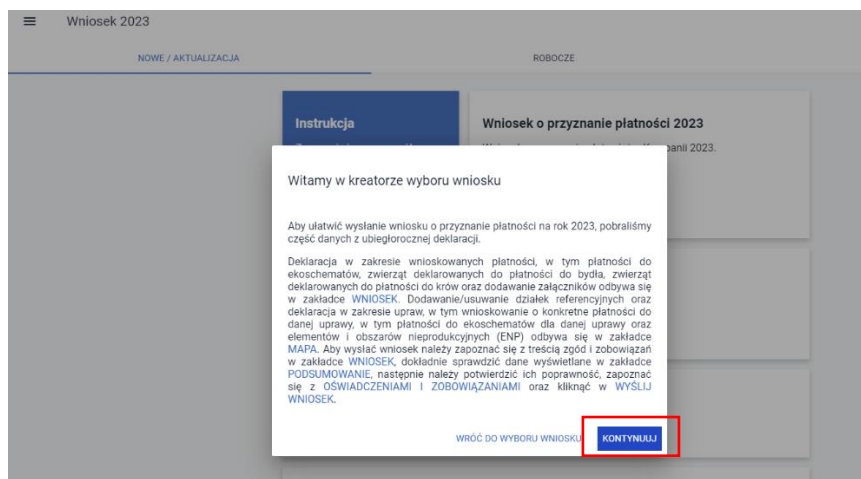 Wniosek 2023
NOWE / AKTUALIZACJA
ROBOCZE
Instrukcja
Wniosek o przyznanie płatności 2023
2023.
Witamy w kreatorze wyboru wniosku
Aby ułatwić wysłanie wniosku o przyznanie płatności na rok 2023, pobraliśmy
część danych z ubiegłorocznej deklaracji.
Deklaracja w zakresie wnioskowanych płatności, w tym płatności do
ekoschematów, zwierząt deklarowanych do płatności do bydła, zwierząt
deklarowanych do płatności do krów oraz dodawanie załączników odbywa się
w zakładce WNIOSEK. Dodawanie/usuwanie działek referencyjnych oraz
deklaracja w zakresie upraw, w tym wnioskowanie o konkretne płatności do
danej uprawy, w tym płatności do ekoschematów dla danej uprawy oraz
elementów i obszarów nieprodukcyjnych (ENP) odbywa się w zakładce
MAPA. Aby wysłać wniosek należy zapoznać się z treścią zgód i zobowiązań
w zakładce WNIOSEK, dokładnie sprawdzić dane wyświetlane w zakładce
PODSUMOWANIE, następnie należy potwierdzić ich poprawność, zapoznać
się z OŚWIADCZENIAMI I ZOBOWIĄZANIAMI oraz kliknąć w WYŚLIJ
WNIOSEK.
WRÓĆ DO WYBORU WNIOSKU
KONTYNUUJ